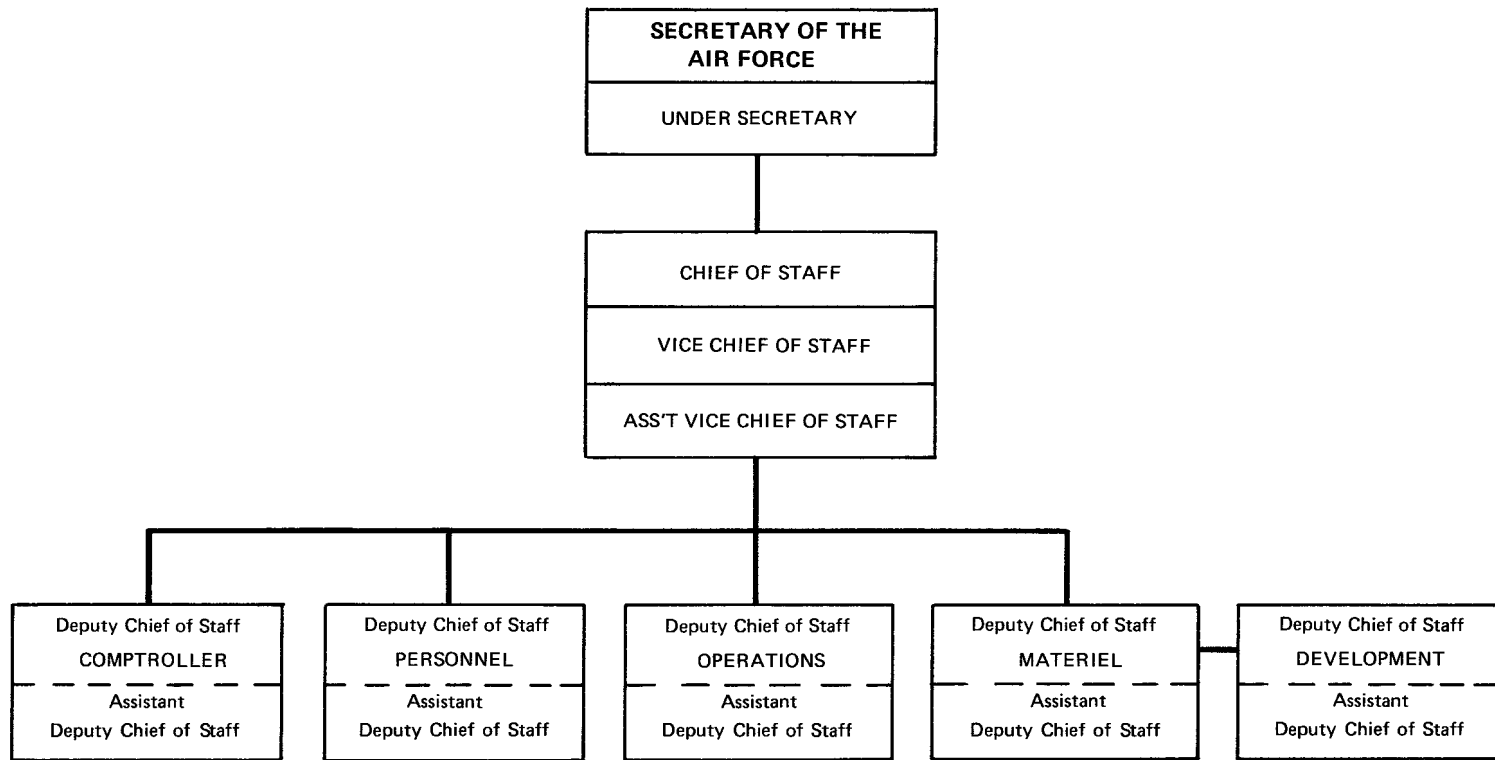 SECRETARY OF THE
AIR FORCE
UNDER SECRETARY
CHIEF OF STAFF
VICE CHIEF OF STAFF
ASS'T VICE CHIEF OF STAFF
Deputy Chief of Staff
COMPTROLLER
Assistant
Deputy Chief of Staff
Deputy Chief of Staff
PERSONNEL
Assistant
Deputy Chief of Staff
Deputy Chief of Staff
OPERATIONS
Assistant
Deputy Chief of Staff
Deputy Chief of Staff
MATERIEL
Assistant
Deputy Chief of Staff
Deputy Chief of Staff
DEVELOPMENT
Assistant
Deputy Chief of Staff